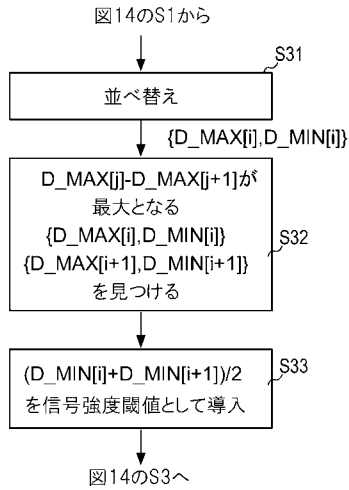 図14のS1から
S31
並べ替え
{D_MAX[i],D_MIN[i]}
D_MAX[j]-D_MAX[j+1]が
最大となる
{D_MAX[i],D_MIN[i]}
{D_MAX[i+1],D_MIN[i+1]}
を見つける
S32
(D_MIN[i]+D_MIN[i+1])/2
を信号強度閾値として導入
S33
図14のS3へ